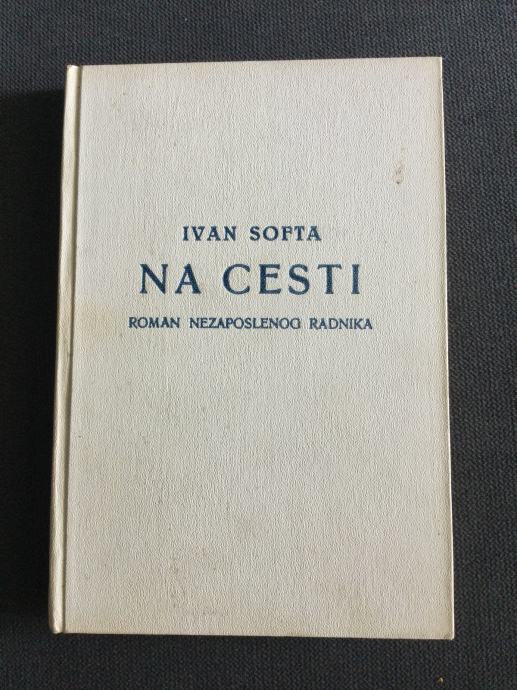 IVAN SOFTA
NA CESTI
ROMAN NEZAPOSLENOG RADNIKA